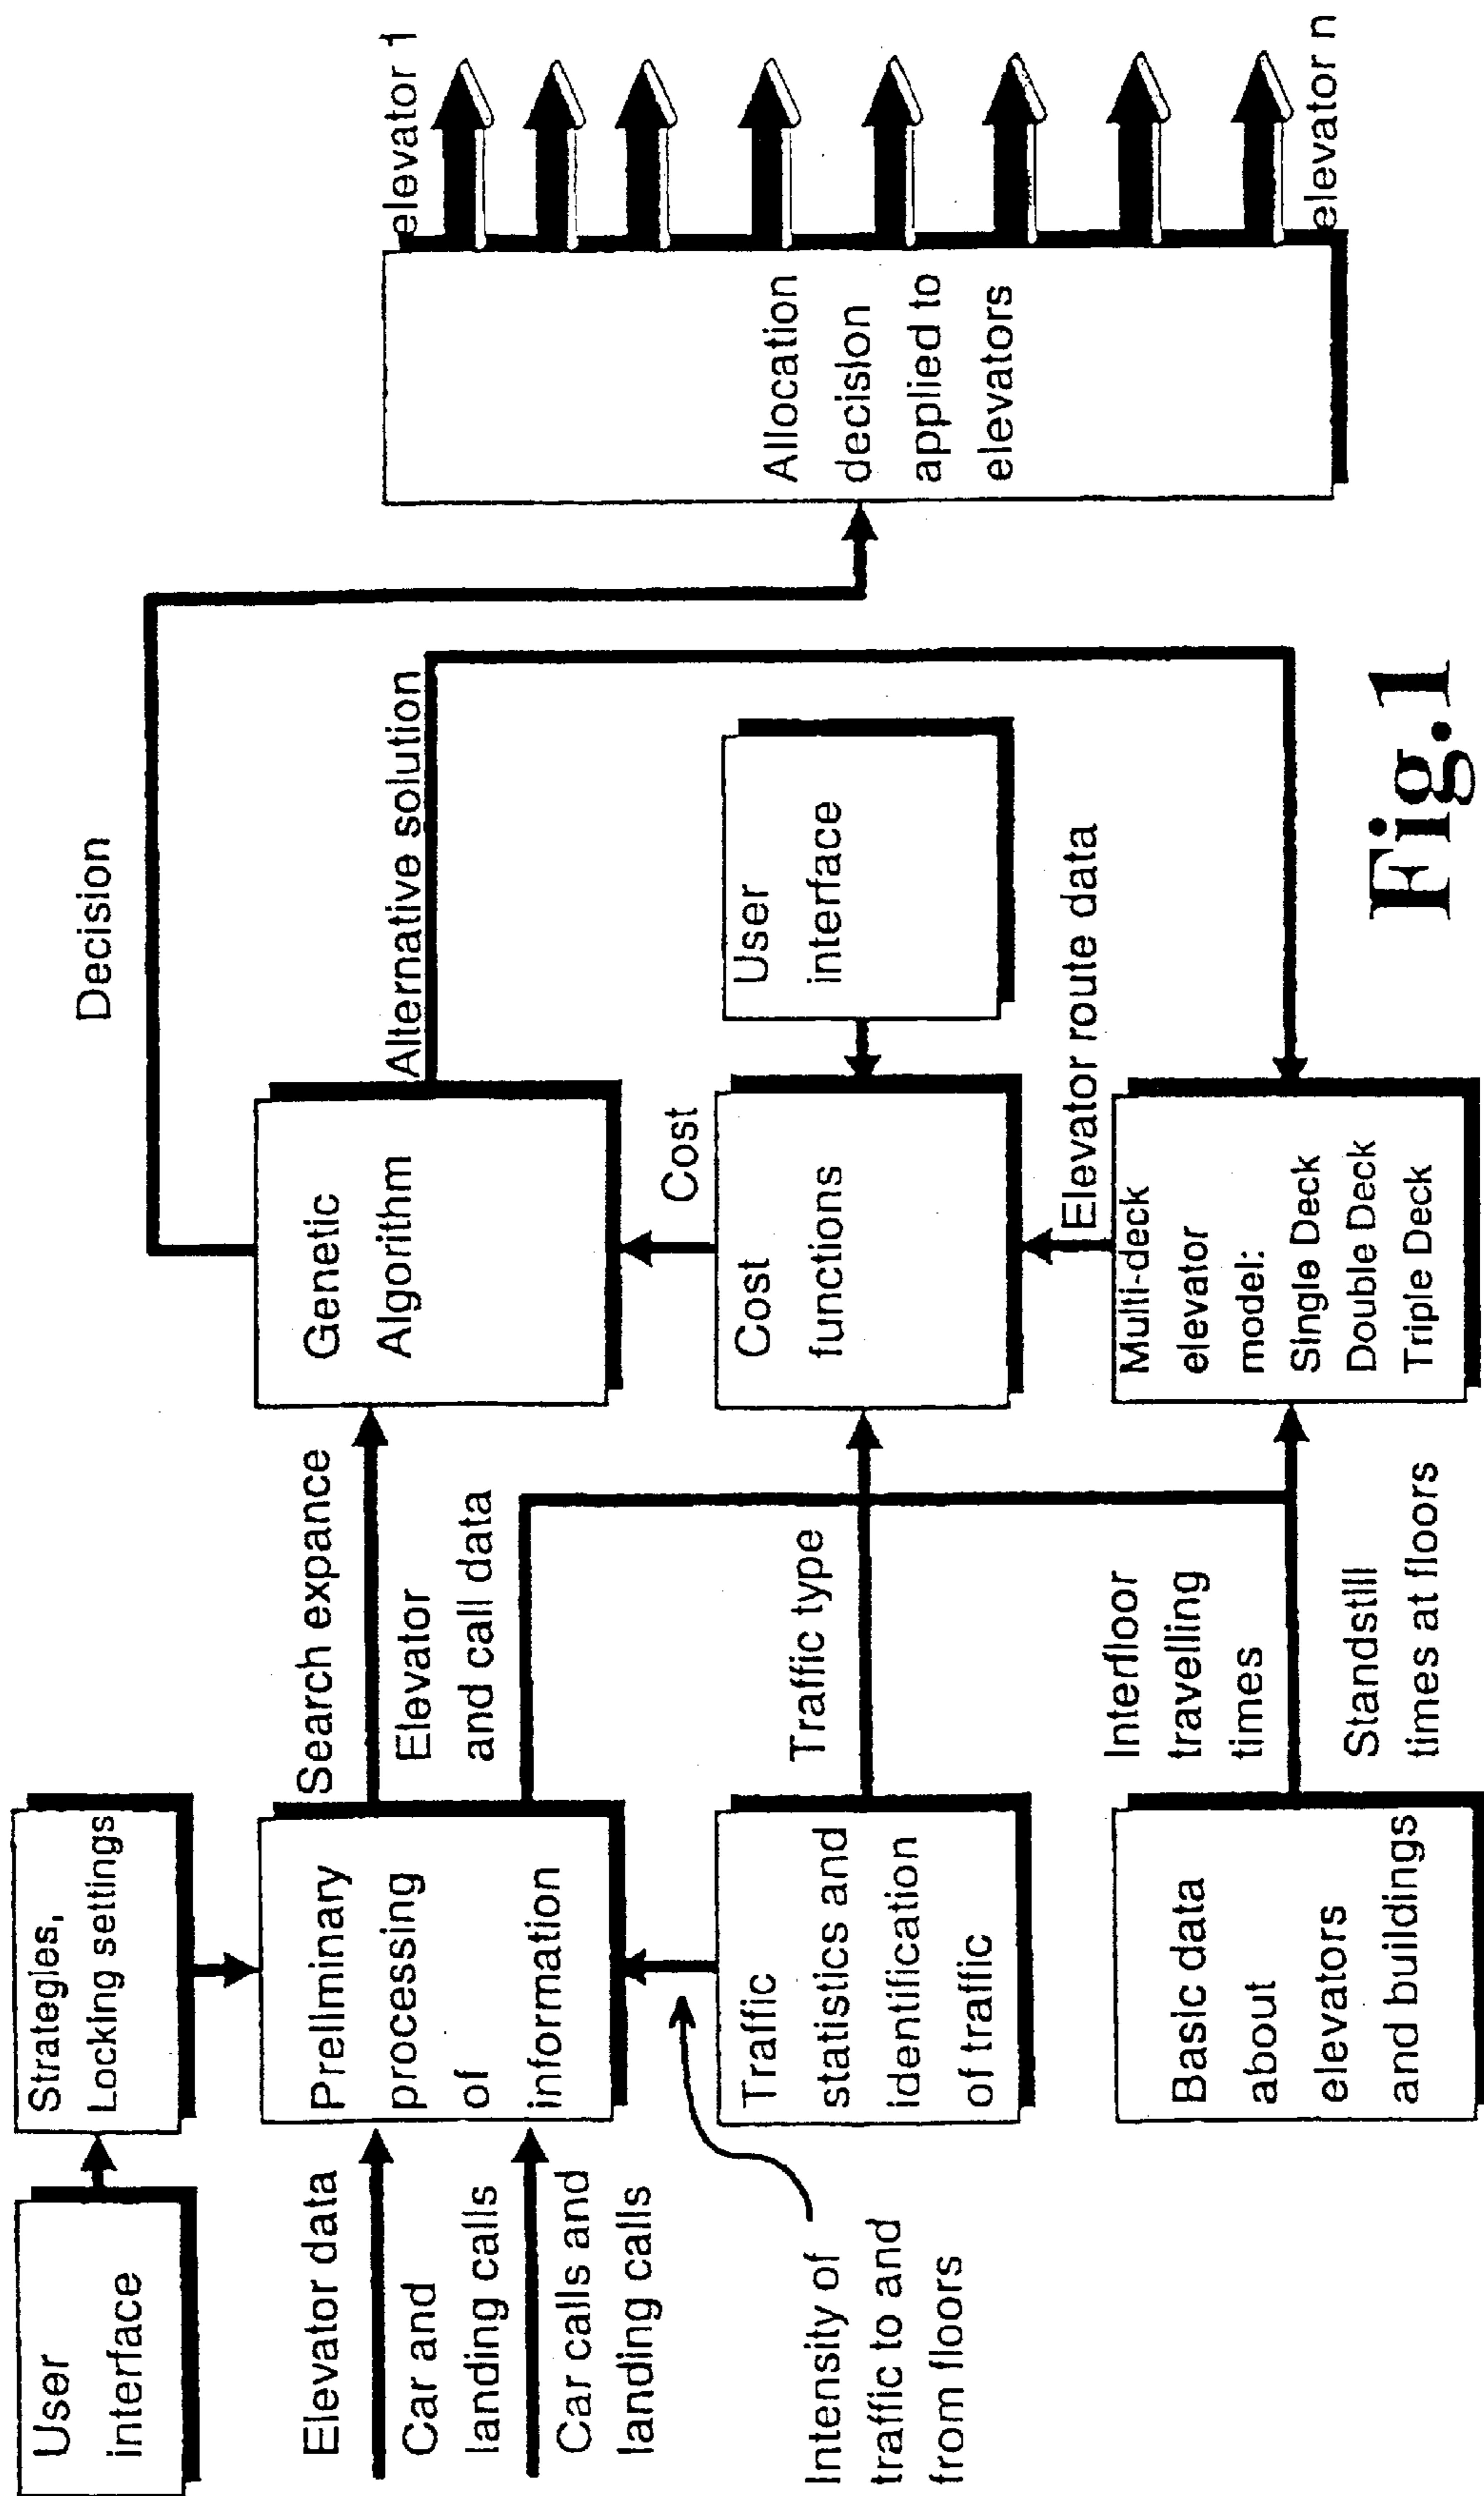 User
interface
Strategies,
Locking settings
Decision
Elevator data
Car and
landing calls
Car calls and
landing calls
Preliminary
processing
of
information
Search expance
Elevator
and call data
Genetic
Algorithm
Alternative solution
Cost
Intensity of
traffic to and
from floors
Traffic
statistics and
identification
of traffic
Traffic type
Cost
functions
User
interface
Elevator route data
Basic data
about
elevators
and buildings
Interfloor
travelling
times
Standstill
times at floors
Multi-deck
elevator
model:
Single Deck
Double Deck
Triple Deck
Allocation
decision
applied to
elevators
elevator 1
elevator n
Fig.1